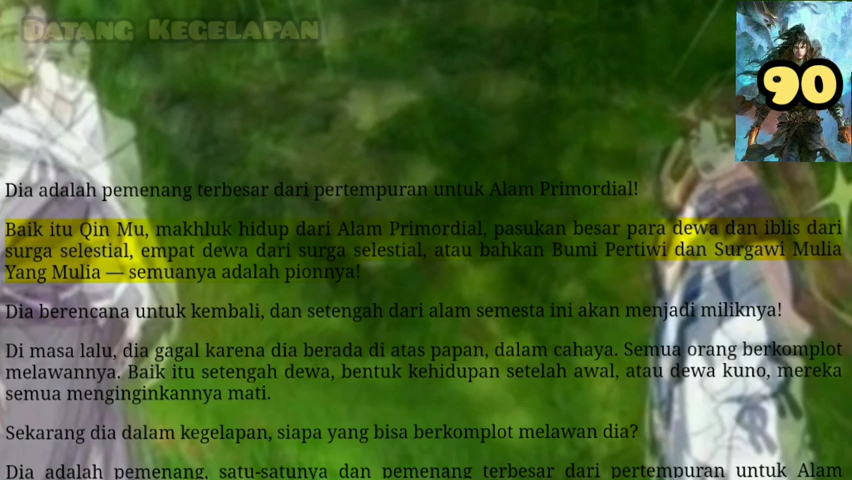 Datang Kegelapan
90
Dia adalah pemenang terbesar dari pertempuran untuk Alam Primordial!
Baik itu Qin Mu, makhluk hidup dari Alam Primordial, pasukan besar para dewa dan iblis dari
surga selestial, empat dewa dari surga selestial, atau bahkan Bumi Pertiwi dan Surgawi Mulia
Yang Mulia — semuanya adalah pionnya!
Dia berencana untuk kembali, dan setengah dari alam semesta ini akan menjadi miliknya!
Di masa lalu, dia gagal karena dia berada di atas papan, dalam cahaya. Semua orang berkomplot
melawannya. Baik itu setengah dewa, bentuk kehidupan setelah awal, atau dewa kuno, mereka
semua menginginkannya mati.
Sekarang dia dalam kegelapan, siapa yang bisa berkomplot melawan dia?
Dia adalah pemenang, satu-satunya dan pemenang terbesar dari pertempuran untuk Alam